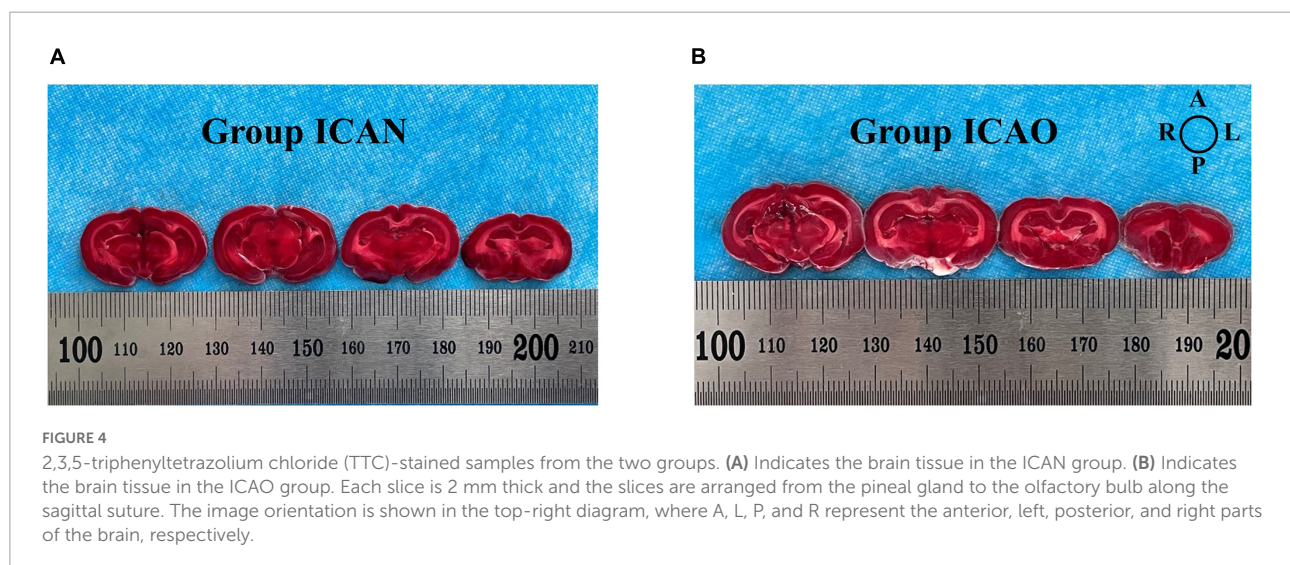 A
B
Group ICAN
Group ICAO
A
R L
P
100 110 120 130 140 150 160 170 180 190 200 210
100 110 120 130 140 150 160 170 180 190 20
FIGURE 4
2,3,5-triphenyltetrazolium chloride (TTC)-stained samples from the two groups. (A) Indicates the brain tissue in the ICAN group. (B) Indicates
the brain tissue in the ICAO group. Each slice is 2 mm thick and the slices are arranged from the pineal gland to the olfactory bulb along the
sagittal suture. The image orientation is shown in the top-right diagram, where A, L, P, and R represent the anterior, left, posterior, and right parts
of the brain, respectively.